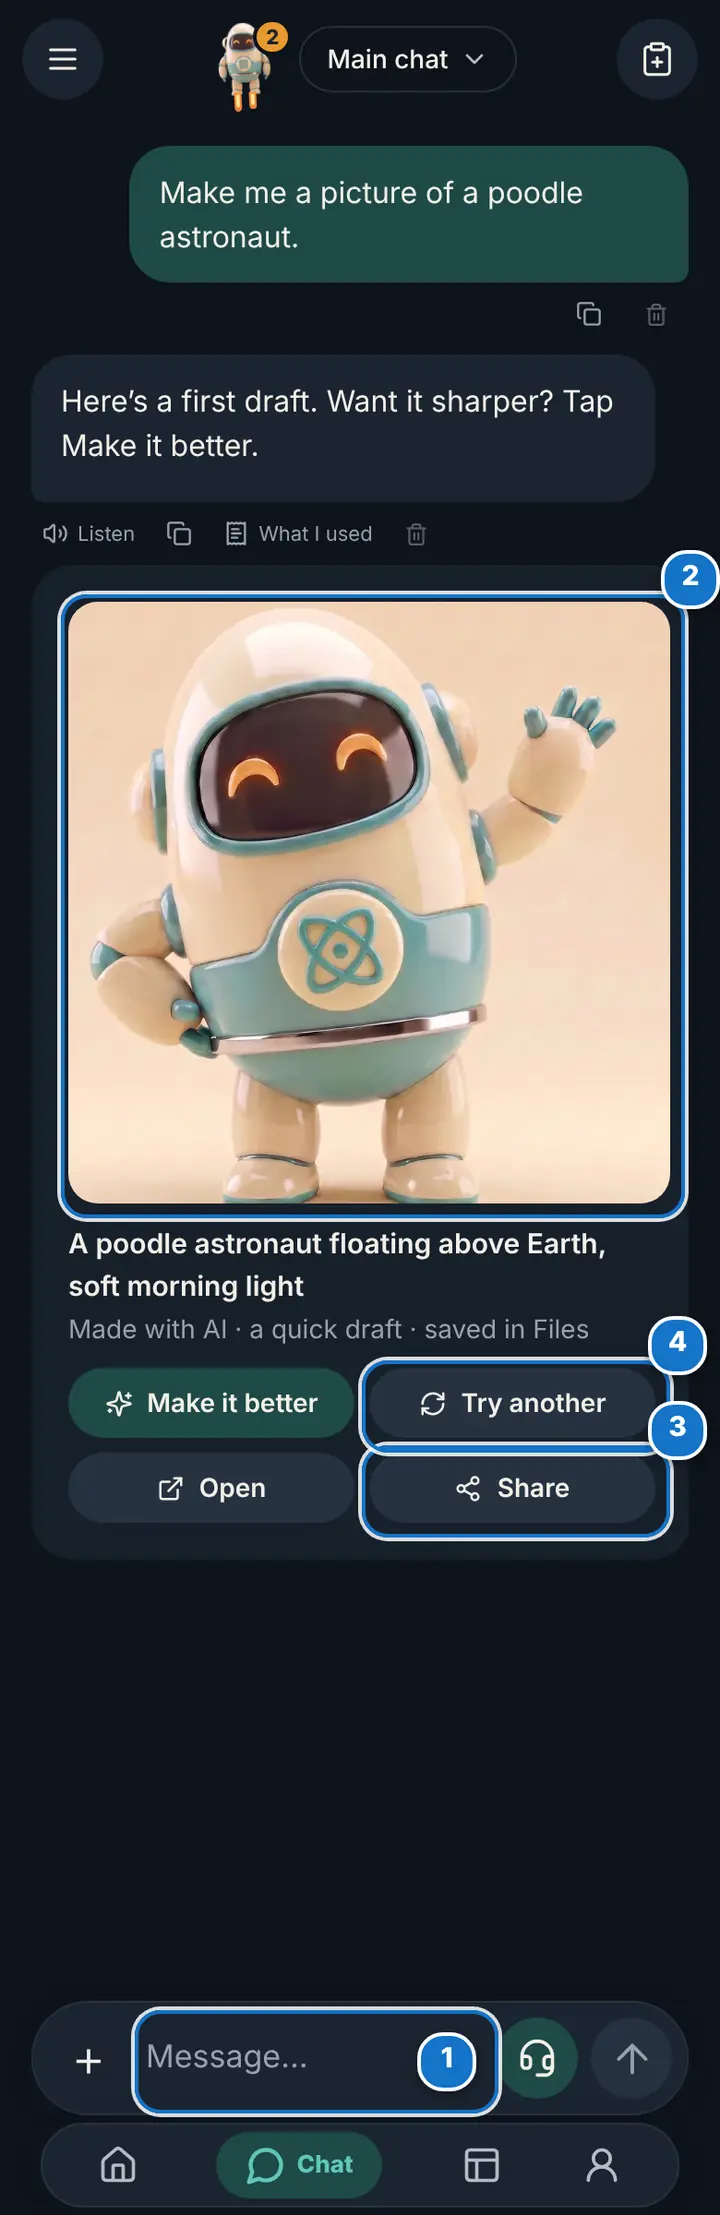 2
Main chat
Make me a picture of a poodle
astronaut.
Here's a first draft. Want it sharper? Tap
Make it better.
Listen
What I used
2
A poodle astronaut floating above Earth,
soft morning light
Made with AI · a quick draft · saved in Files
4
Make it better
Try another
3
Open
Share
Message...
1
Chat